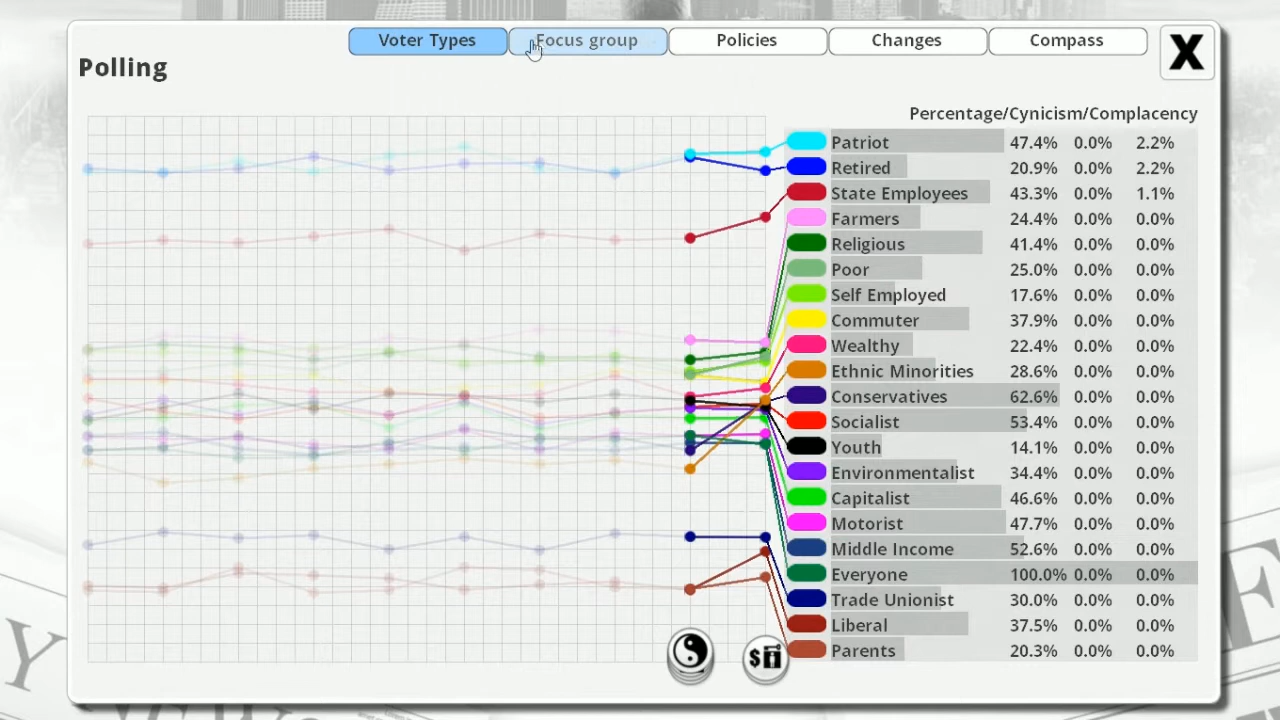 Voter Types Focus group Policies Changes Compass X
Polling
Percentage/Cynicism/Complacency
Patriot 47.4% 0.0% 2.2%
Retired 20.9% 0.0% 2.2%
State Employees 43.3% 0.0% 1.1%
Farmers 24.4% 0.0% 0.0%
Religious 41.4% 0.0% 0.0%
Poor 25.0% 0.0% 0.0%
Self Employed 17.6% 0.0% 0.0%
Commuter 37.9% 0.0% 0.0%
Wealthy 22.4% 0.0% 0.0%
Ethnic Minorities 28.6% 0.0% 0.0%
Conservatives 62.6% 0.0% 0.0%
Socialist 53.4% 0.0% 0.0%
Youth 14.1% 0.0% 0.0%
Environmentalist 34.4% 0.0% 0.0%
Capitalist 46.6% 0.0% 0.0%
Motorist 47.7% 0.0% 0.0%
Middle Income 52.6% 0.0% 0.0%
Everyone 100.0% 0.0% 0.0%
Trade Unionist 30.0% 0.0% 0.0%
Liberal 37.5% 0.0% 0.0%
Parents 20.3% 0.0% 0.0%
$